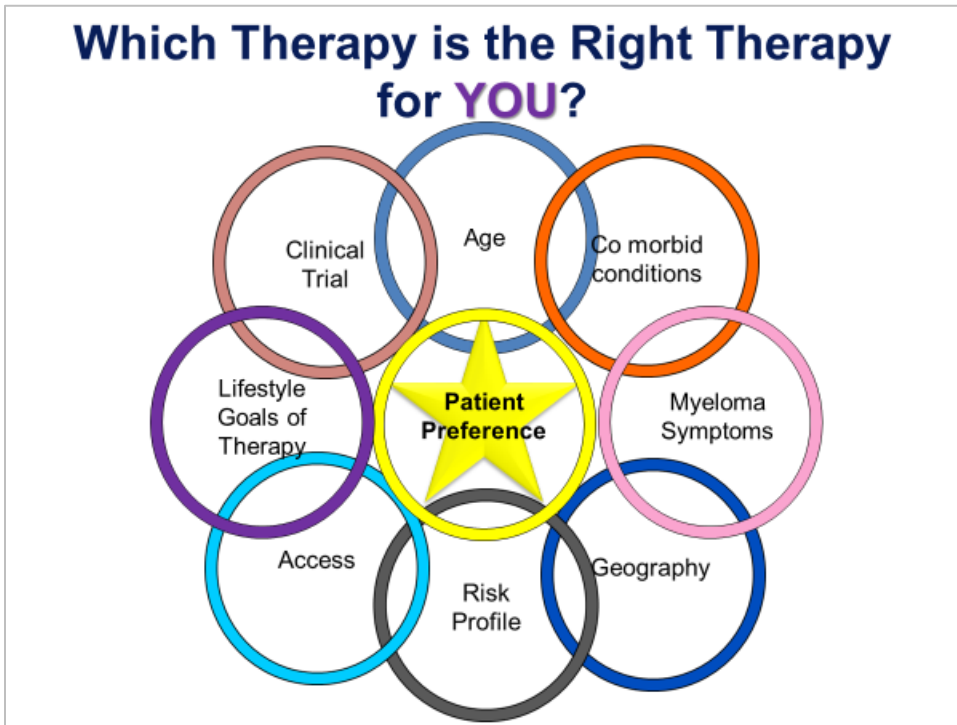 Which Therapy is the Right Therapy
for YOU?
Clinical
Trial
Age
Co morbid
conditions
Lifestyle
Goals of
Therapy
Patient
Preference
Myeloma
Symptoms
Access
Risk
Profile
Geography